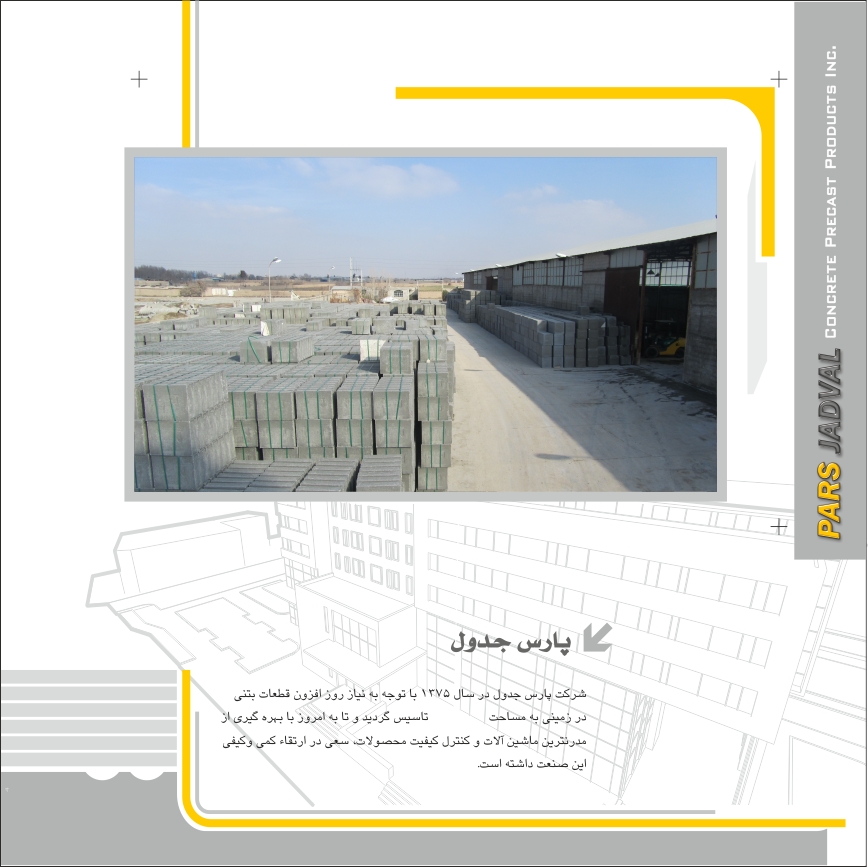 CONCRETE PRECAST PRODUCTS INC.
PARS JADVAL
پارس جدول
شرکت پارس جدول در سال ۱۳۷۵ با توجه به نیاز روز افزون قطعات بتنی
در زمینی به مساحت تاسیس گردید و تا به امروز با بهره گیری از
مدرنترین ماشین آلات و کنترل کیفیت محصولات، سعی در ارتقاء کمی وکیفی
این صنعت داشته است.